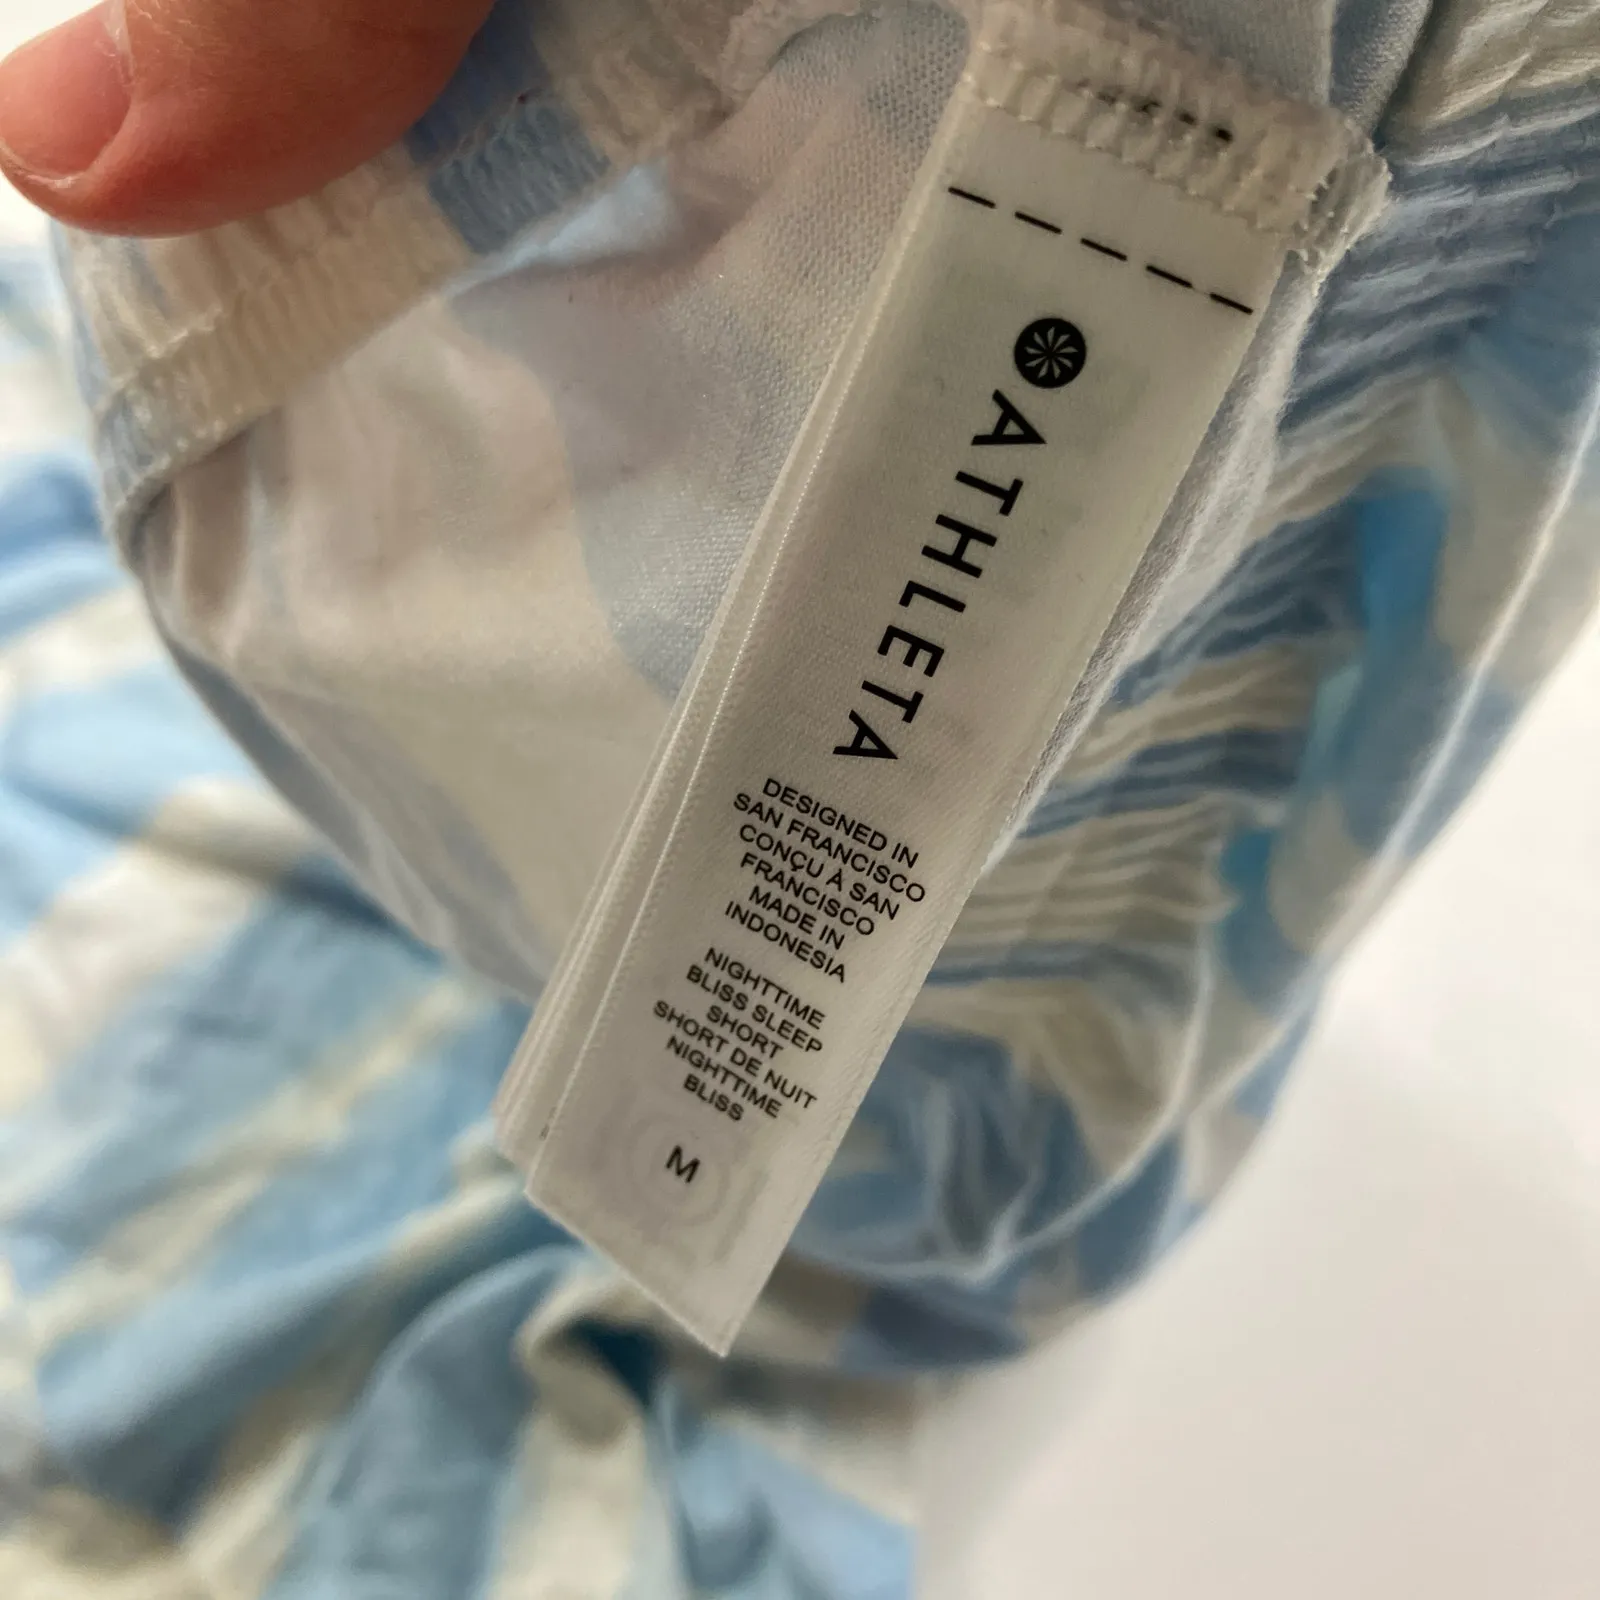 ATHLETA
DESIGNED IN
SAN FRANCISCO
CONÇU À SAN
FRANCISCO
MADE IN
INDONESIA
NIGHTTIME
BLISS SLEEP
SHORT
SHORT DE NUIT
NIGHTTIME
BLISS
M